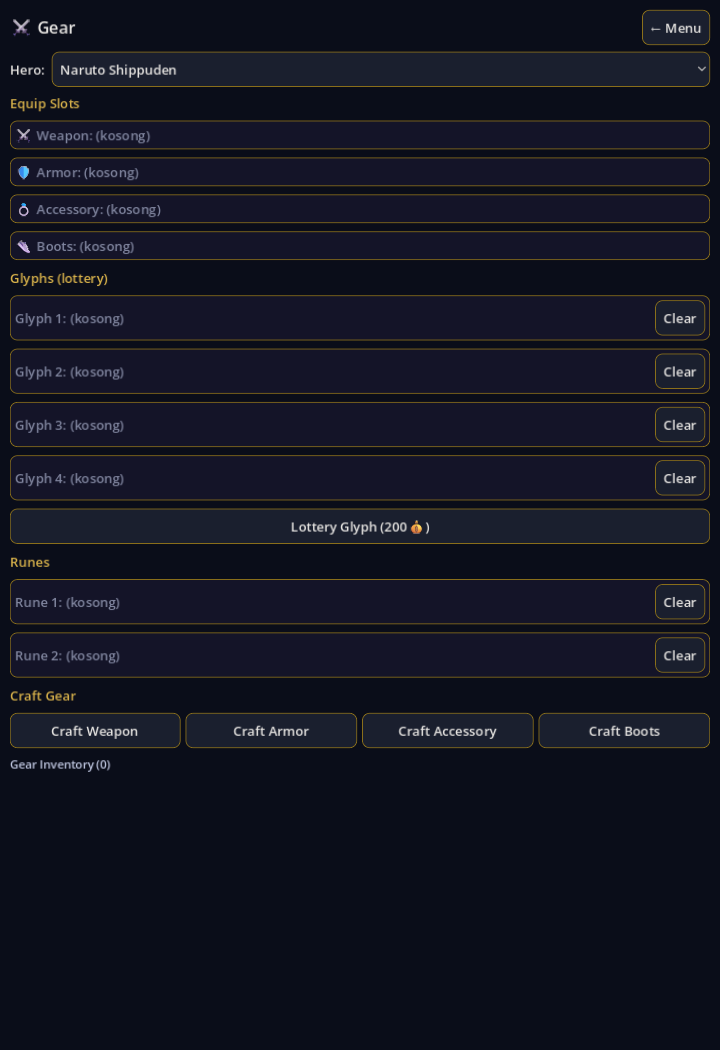 Gear
← Menu
Hero: Naruto Shippuden
Equip Slots
Weapon: (kosong)
Armor: (kosong)
Accessory: (kosong)
Boots: (kosong)
Glyphs (lottery)
Glyph 1: (kosong) Clear
Glyph 2: (kosong) Clear
Glyph 3: (kosong) Clear
Glyph 4: (kosong) Clear
Lottery Glyph (200 )
Runes
Rune 1: (kosong) Clear
Rune 2: (kosong) Clear
Craft Gear
Craft Weapon Craft Armor Craft Accessory Craft Boots
Gear Inventory (0)